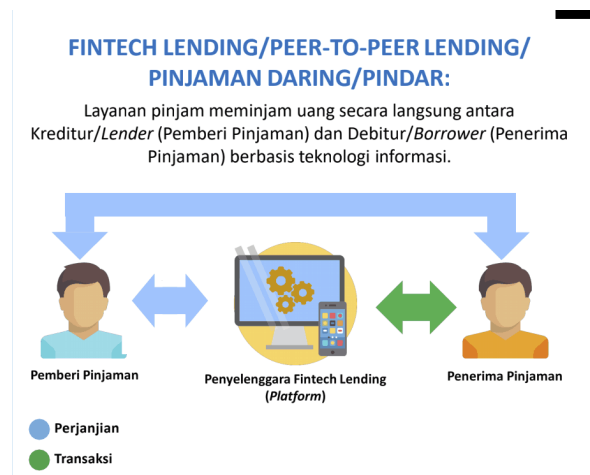 FINTECH LENDING/PEER-TO-PEER LENDING/
PINJAMAN DARING/PINDAR:
Layanan pinjam meminjam uang secara langsung antara
Kreditur/Lender (Pemberi Pinjaman) dan Debitur/Borrower (Penerima
Pinjaman) berbasis teknologi informasi.
Pemberi Pinjaman
Penyelenggara Fintech Lending
(Platform)
Penerima Pinjaman
Perjanjian
Transaksi